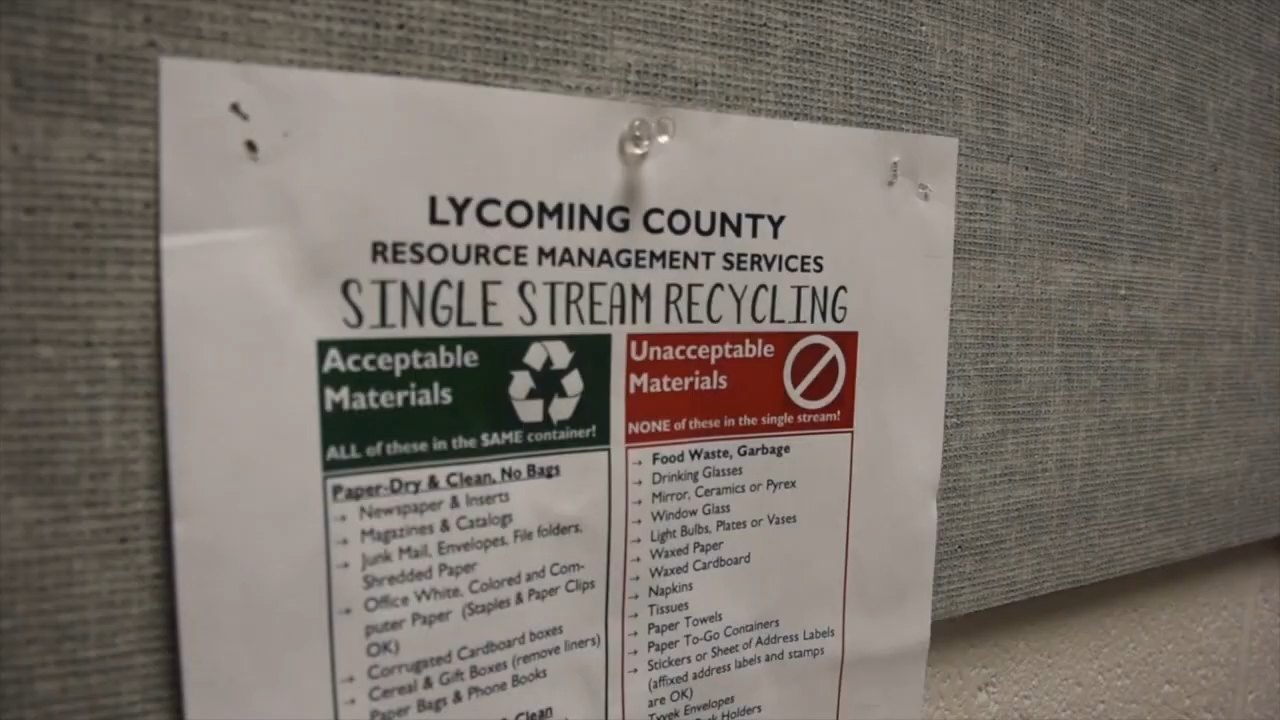 LYCOMING COUNTY
RESOURCE MANAGEMENT SERVICES
SINGLE STREAM RECYCLING
Acceptable
Materials
ALL of these in the SAME container!
Paper-Dry & Clean, No Bags
→ Newspaper & Inserts
→ Magazines & Catalogs
→ Junk Mail, Envelopes, File folders,
Shredded Paper
→ Office White, Colored and Com-
puter Paper (Staples & Paper Clips
OK)
→ Corrugated Cardboard boxes
→ Cereal & Gift Boxes (remove liners)
Paper Bags & Phone Books
Clean
Unacceptable
Materials
NONE of these in the single stream!
→ Food Waste, Garbage
→ Drinking Glasses
→ Mirror, Ceramics or Pyrex
→ Window Glass
→ Light Bulbs, Plates or Vases
→ Waxed Paper
→ Waxed Cardboard
→ Napkins
→ Tissues
→ Paper Towels
→ Paper To-Go Containers
→ Stickers or Sheet of Address Labels
(affixed address labels and stamps
are OK)
Tyvek Envelopes
Holders